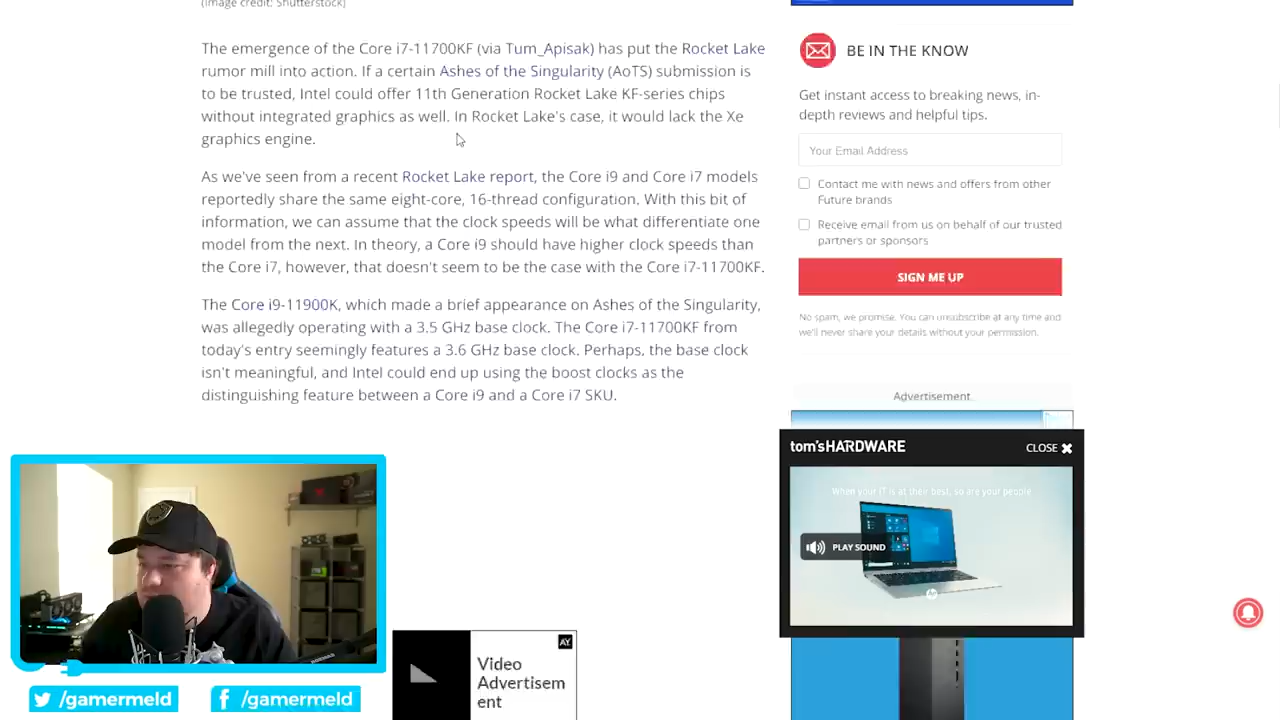 (Image credit: Shutterstock)
The emergence of the Core i7-11700KF (via Tum_Apisak) has put the Rocket Lake
rumor mill into action. If a certain Ashes of the Singularity (AoTS) submission is
to be trusted, Intel could offer 11th Generation Rocket Lake KF-series chips
without integrated graphics as well. In Rocket Lake's case, it would lack the Xe
graphics engine.
As we've seen from a recent Rocket Lake report, the Core i9 and Core i7 models
reportedly share the same eight-core, 16-thread configuration. With this bit of
information, we can assume that the clock speeds will be what differentiate one
model from the next. In theory, a Core i9 should have higher clock speeds than
the Core i7, however, that doesn't seem to be the case with the Core i7-11700KF.
The Core i9-11900K, which made a brief appearance on Ashes of the Singularity,
was allegedly operating with a 3.5 GHz base clock. The Core i7-11700KF from
today's entry seemingly features a 3.6 GHz base clock. Perhaps, the base clock
isn't meaningful, and Intel could end up using the boost clocks as the
distinguishing feature between a Core i9 and a Core i7 SKU.
BE IN THE KNOW
Get instant access to breaking news, in-
depth reviews and helpful tips.
Your Email Address
Contact me with news and offers from other
Future brands
Receive email from us on behalf of our trusted
partners or sponsors
SIGN ME UP
No spam, we promise. You can unsubscribe at any time and
we'll never share your details without your permission.
Advertisement
tom'sHARDWARE
CLOSE
When your IT is at their best, so are your people
PLAY SOUND
Video
Advertisem
ent
AY
/gamermeld
/gamermeld